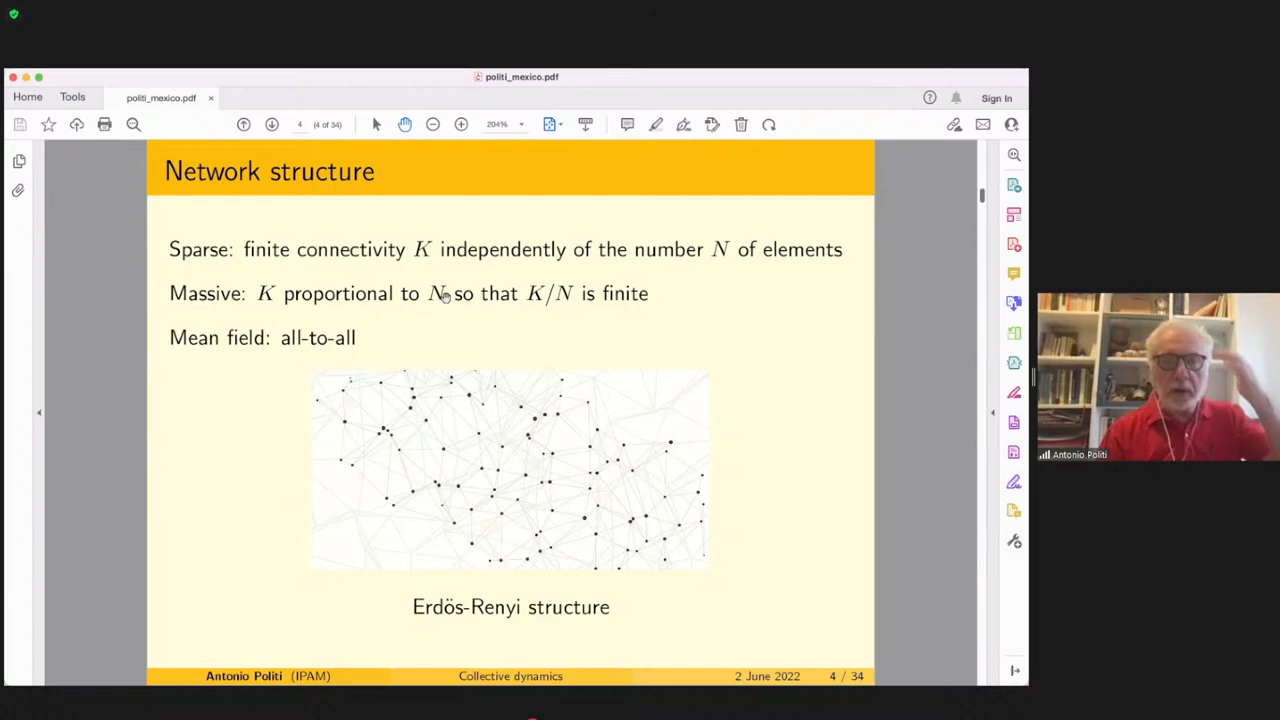 politi_mexico.pdf
Home
Tools
politi_mexico.pdf
×
Sign In
4
(4 of 34)
204%
Network structure
Sparse: finite connectivity K independently of the number N of elements
Massive: K proportional to N so that K/N is finite
Mean field: all-to-all
Erdös-Renyi structure
Antonio Politi (IPAM)
Collective dynamics
2 June 2022
4 / 34
Antonio Politi